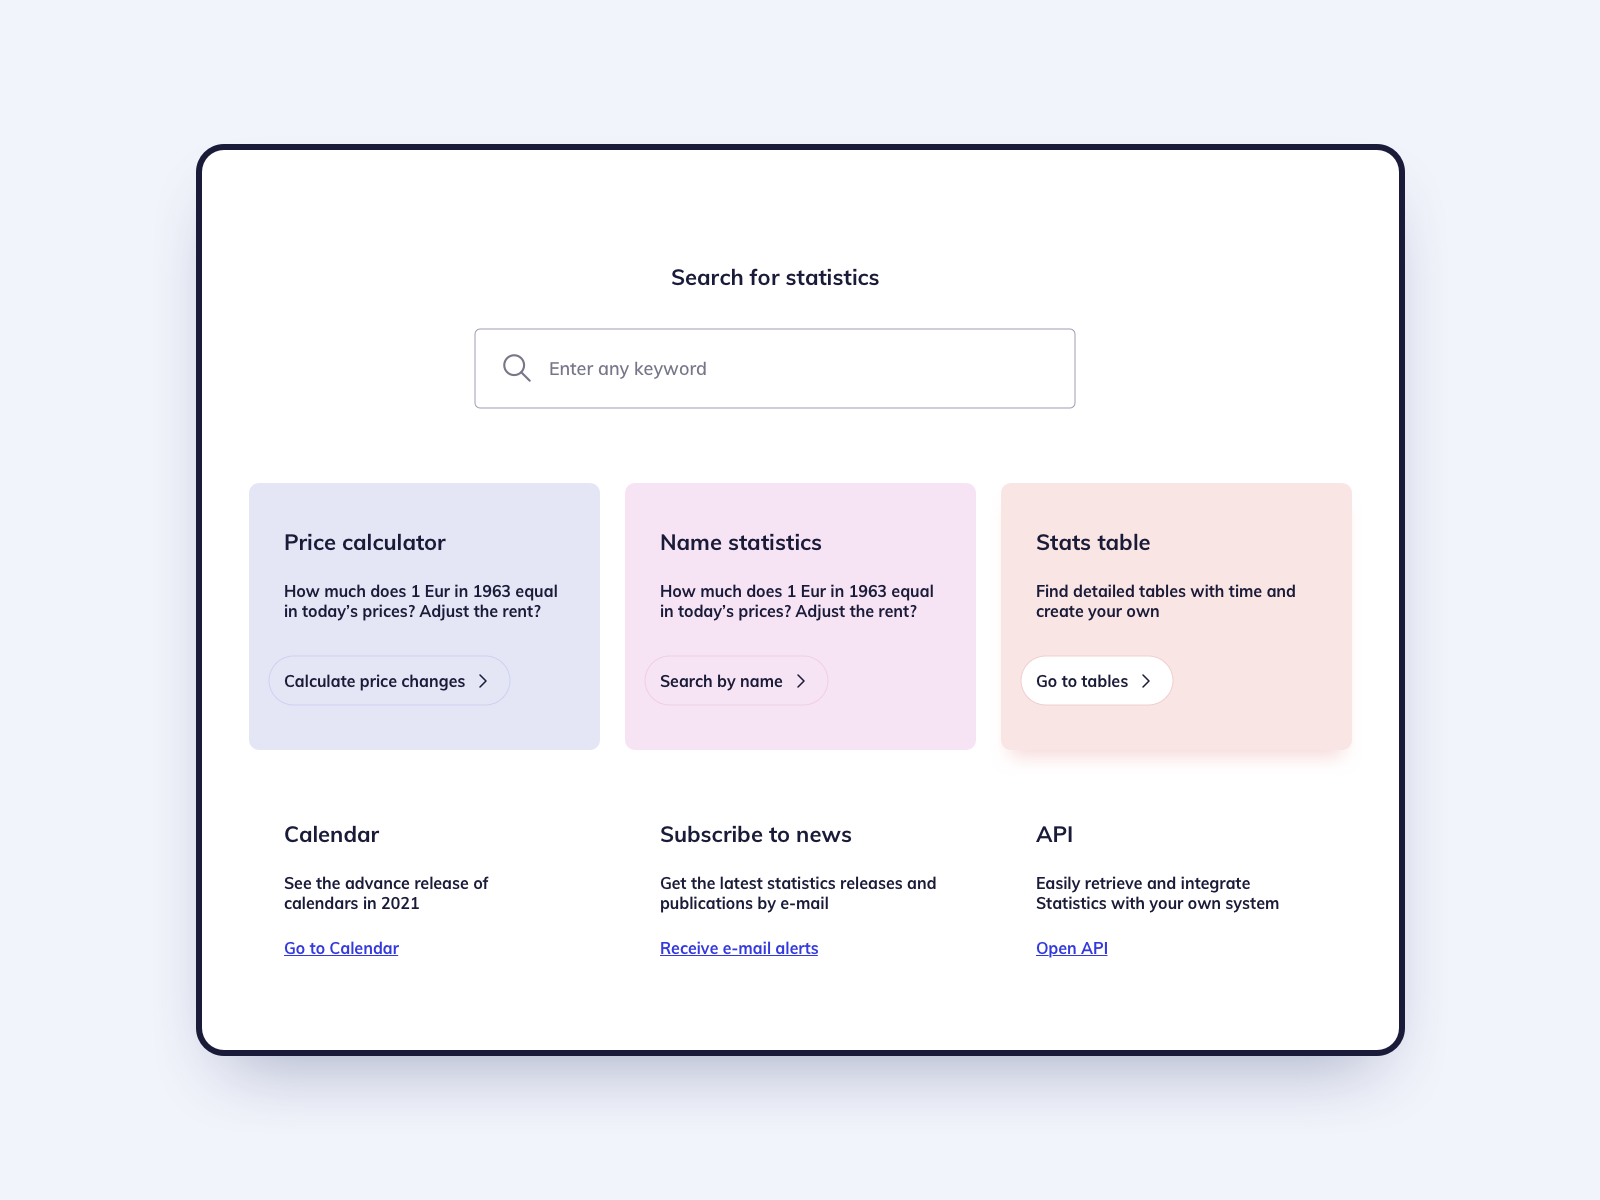 Search for statistics
Enter any keyword
Price calculator
How much does 1 Eur in 1963 equal
in today’s prices? Adjust the rent?
Calculate price changes
Name statistics
How much does 1 Eur in 1963 equal
in today’s prices? Adjust the rent?
Search by name
Stats table
Find detailed tables with time and
create your own
Go to tables
Calendar
See the advance release of
calendars in 2021
Go to Calendar
Subscribe to news
Get the latest statistics releases and
publications by e-mail
Receive e-mail alerts
API
Easily retrieve and integrate
Statistics with your own system
Open API